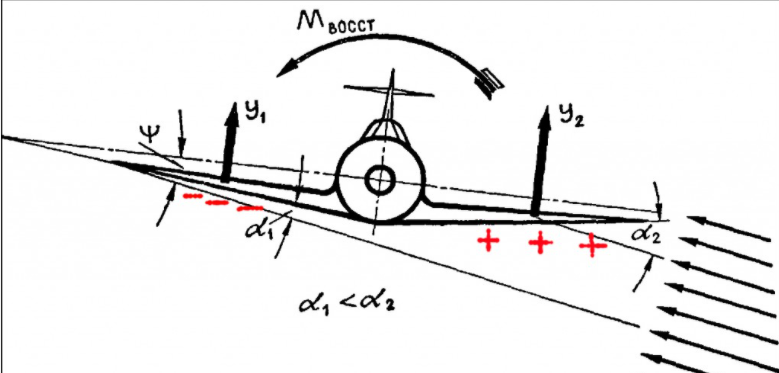 Mвосст
ψ
y₁
y₂
− − −
α₁
+ + +
α₂
α₁ < α₂